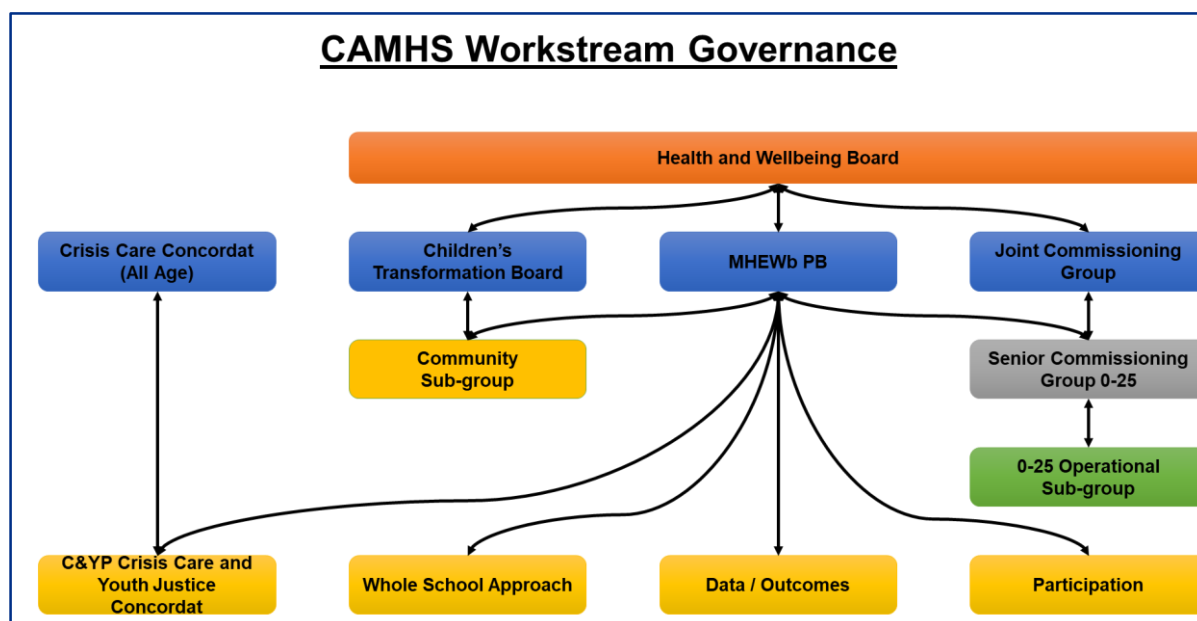 CAMHS Workstream Governance
Health and Wellbeing Board
Crisis Care Concordat
(All Age)
Children’s
Transformation Board
MHEWb PB
Joint Commissioning
Group
Community
Sub-group
Senior Commissioning
Group 0-25
0-25 Operational
Sub-group
C&YP Crisis Care and
Youth Justice
Concordat
Whole School Approach
Data / Outcomes
Participation